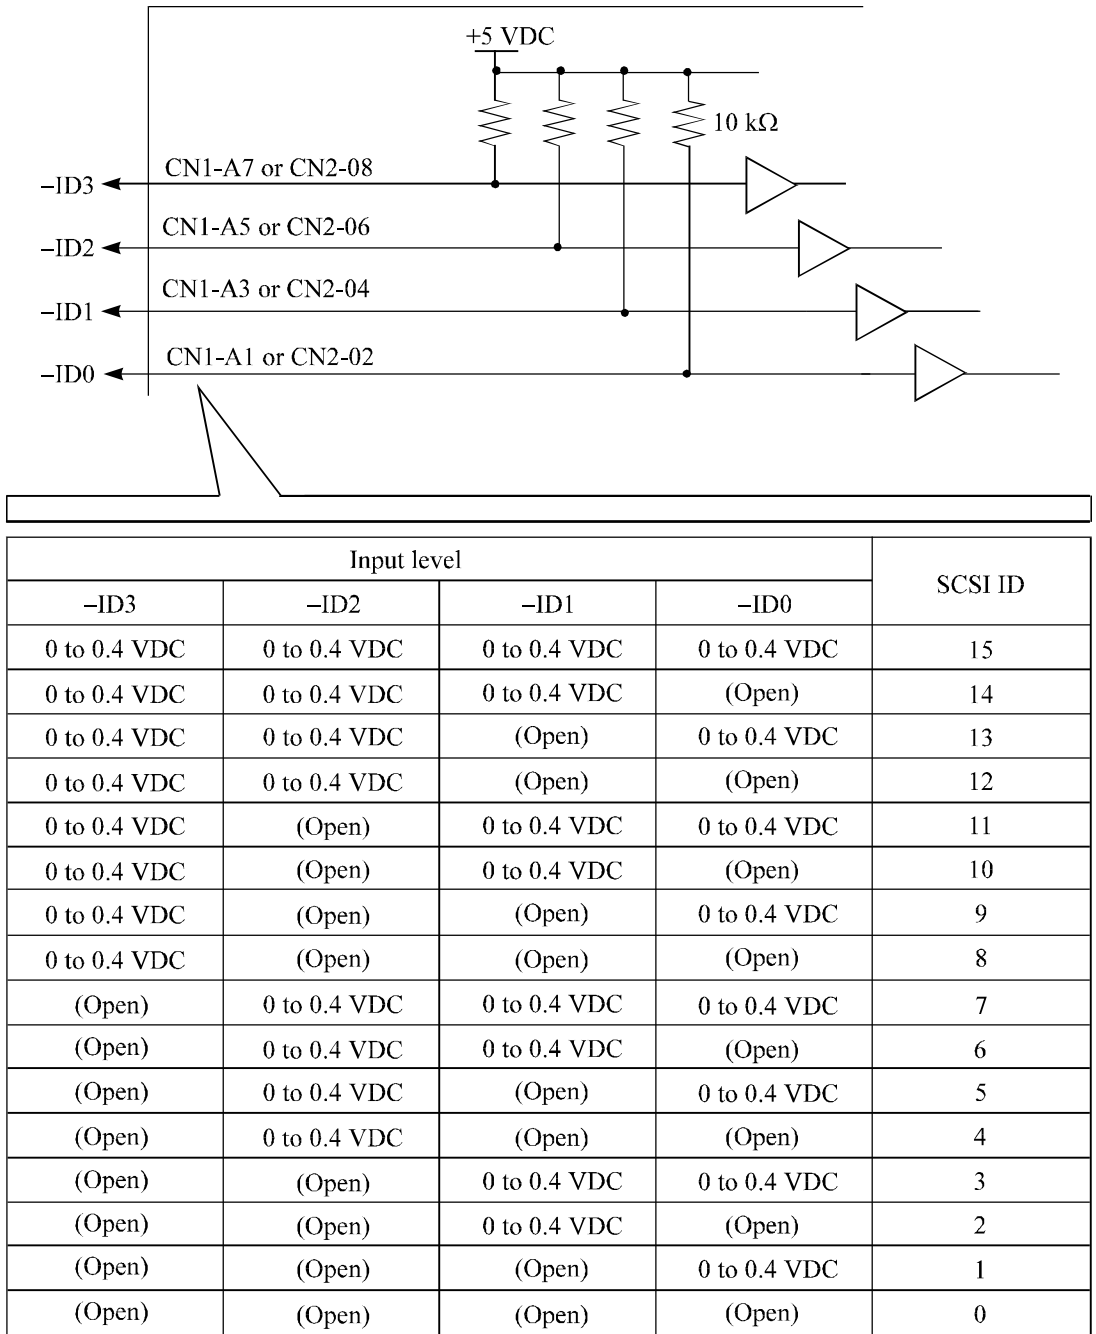 +5 VDC
10 kΩ
CN1-A7 or CN2-08
–ID3
CN1-A5 or CN2-06
–ID2
CN1-A3 or CN2-04
–ID1
CN1-A1 or CN2-02
–ID0
Input level SCSI ID
–ID3 –ID2 –ID1 –ID0
0 to 0.4 VDC 0 to 0.4 VDC 0 to 0.4 VDC 0 to 0.4 VDC 15
0 to 0.4 VDC 0 to 0.4 VDC 0 to 0.4 VDC (Open) 14
0 to 0.4 VDC 0 to 0.4 VDC (Open) 0 to 0.4 VDC 13
0 to 0.4 VDC 0 to 0.4 VDC (Open) (Open) 12
0 to 0.4 VDC (Open) 0 to 0.4 VDC 0 to 0.4 VDC 11
0 to 0.4 VDC (Open) 0 to 0.4 VDC (Open) 10
0 to 0.4 VDC (Open) (Open) 0 to 0.4 VDC 9
0 to 0.4 VDC (Open) (Open) (Open) 8
(Open) 0 to 0.4 VDC 0 to 0.4 VDC 0 to 0.4 VDC 7
(Open) 0 to 0.4 VDC 0 to 0.4 VDC (Open) 6
(Open) 0 to 0.4 VDC (Open) 0 to 0.4 VDC 5
(Open) 0 to 0.4 VDC (Open) (Open) 4
(Open) (Open) 0 to 0.4 VDC 0 to 0.4 VDC 3
(Open) (Open) 0 to 0.4 VDC (Open) 2
(Open) (Open) (Open) 0 to 0.4 VDC 1
(Open) (Open) (Open) (Open) 0